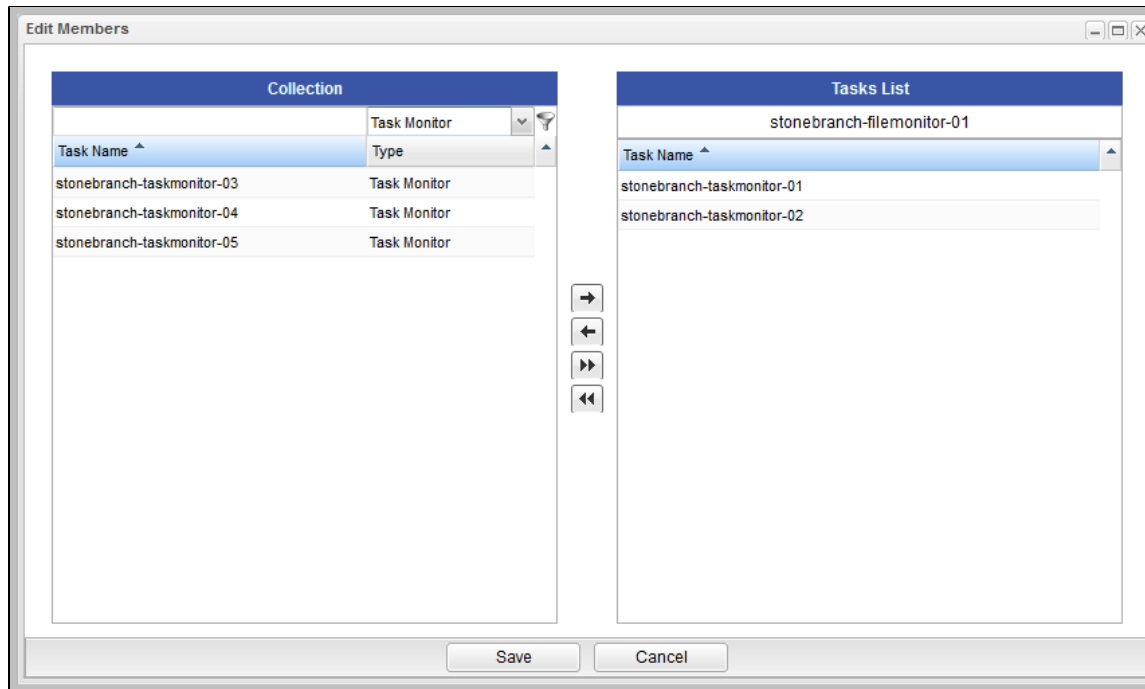 Edit Members
Collection
Tasks List
Task Monitor
stonebranch-filemonitor-01
Task Name Type
Task Name
stonebranch-taskmonitor-03 Task Monitor
stonebranch-taskmonitor-01
stonebranch-taskmonitor-04 Task Monitor
stonebranch-taskmonitor-02
stonebranch-taskmonitor-05 Task Monitor
Save
Cancel